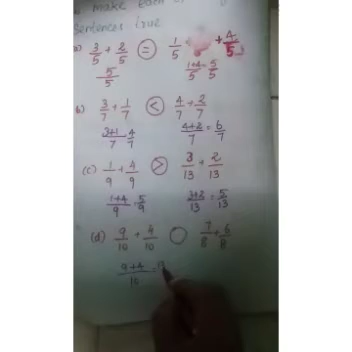 make each of
Sentences true
a) 3/5 + 2/5 = 1/5 + 4/5
5/5 1+4/5 = 5/5
b) 3/7 + 1/7 < 4/7 + 2/7
3+1/7 4/7 4+2/7 = 6/7
(c) 1/9 + 4/9 > 3/13 + 2/13
1+4/9 = 5/9 3+2/13 = 5/13
(d) 9/10 + 4/10 ○ 7/8 + 6/8
9+4/10 =